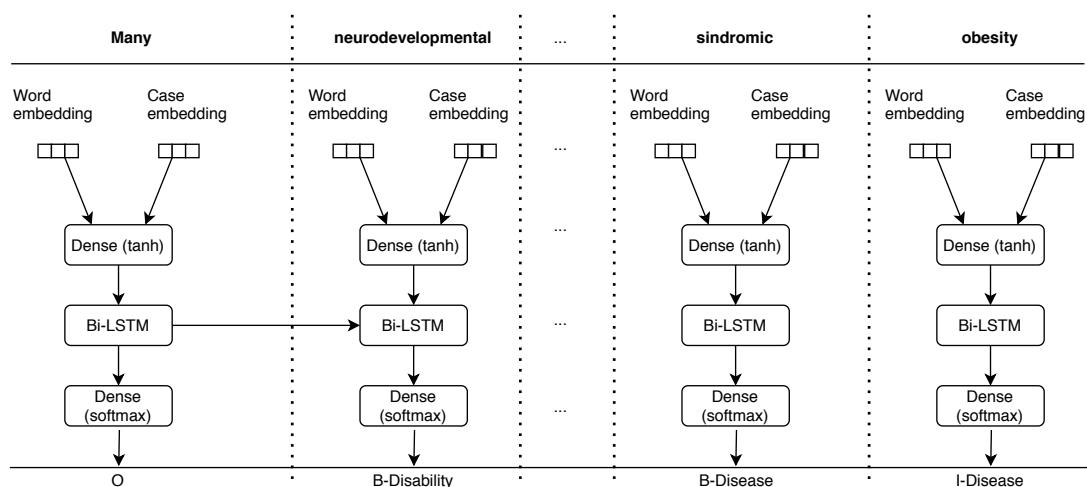 Many neurodevelopmental ... sindromic obesity
Word embedding Case embedding Word embedding Case embedding Word embedding Case embedding Word embedding Case embedding
...
Dense (tanh) Dense (tanh) ... Dense (tanh) Dense (tanh)
Bi-LSTM Bi-LSTM ... Bi-LSTM Bi-LSTM
Dense (softmax) Dense (softmax) ... Dense (softmax) Dense (softmax)
O B-Disability B-Disease I-Disease